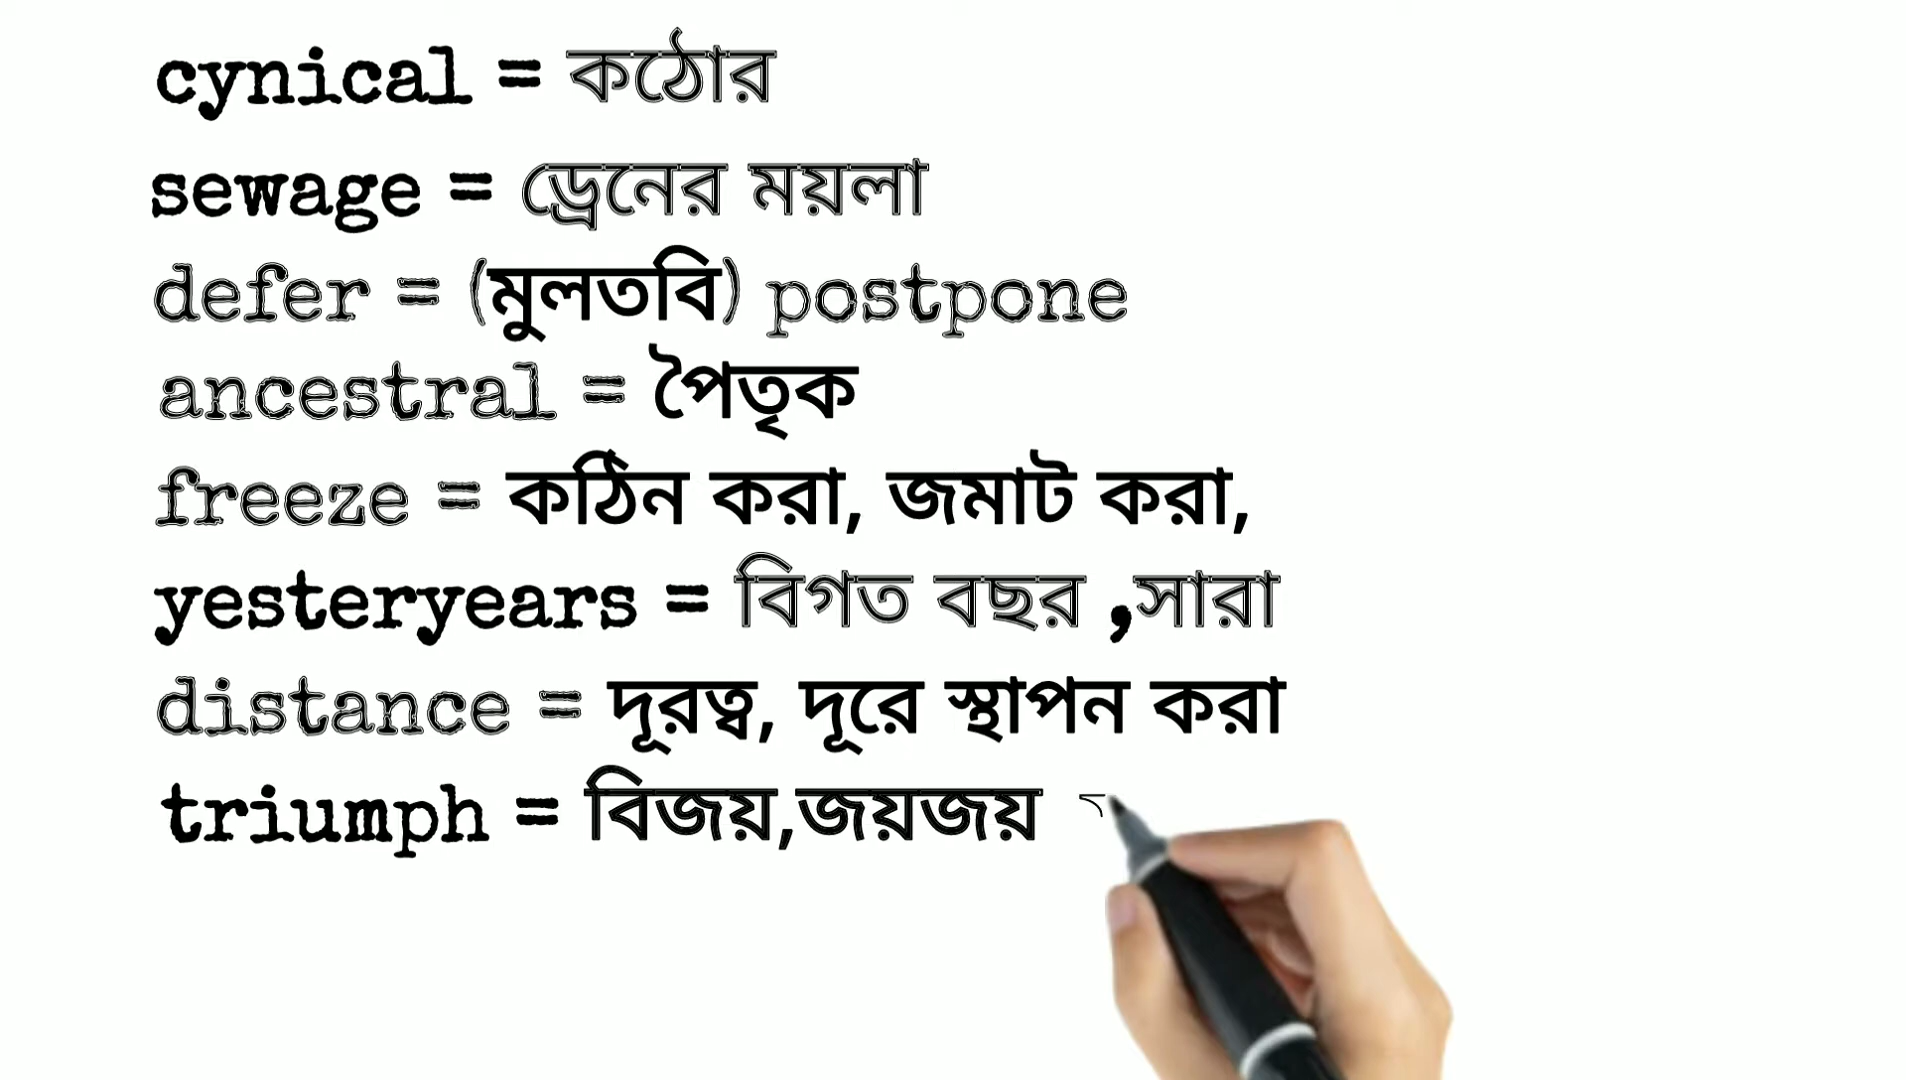 cynical = কঠোর
sewage = ড্রেনের ময়লা
defer = (মুলতবি) postpone
ancestral = পৈতৃক
freeze = কঠিন করা, জমাট করা,
yesteryears = বিগত বছর ,সারা
distance = দূরত্ব, দূরে স্থাপন করা
triumph = বিজয়,জয়জয়